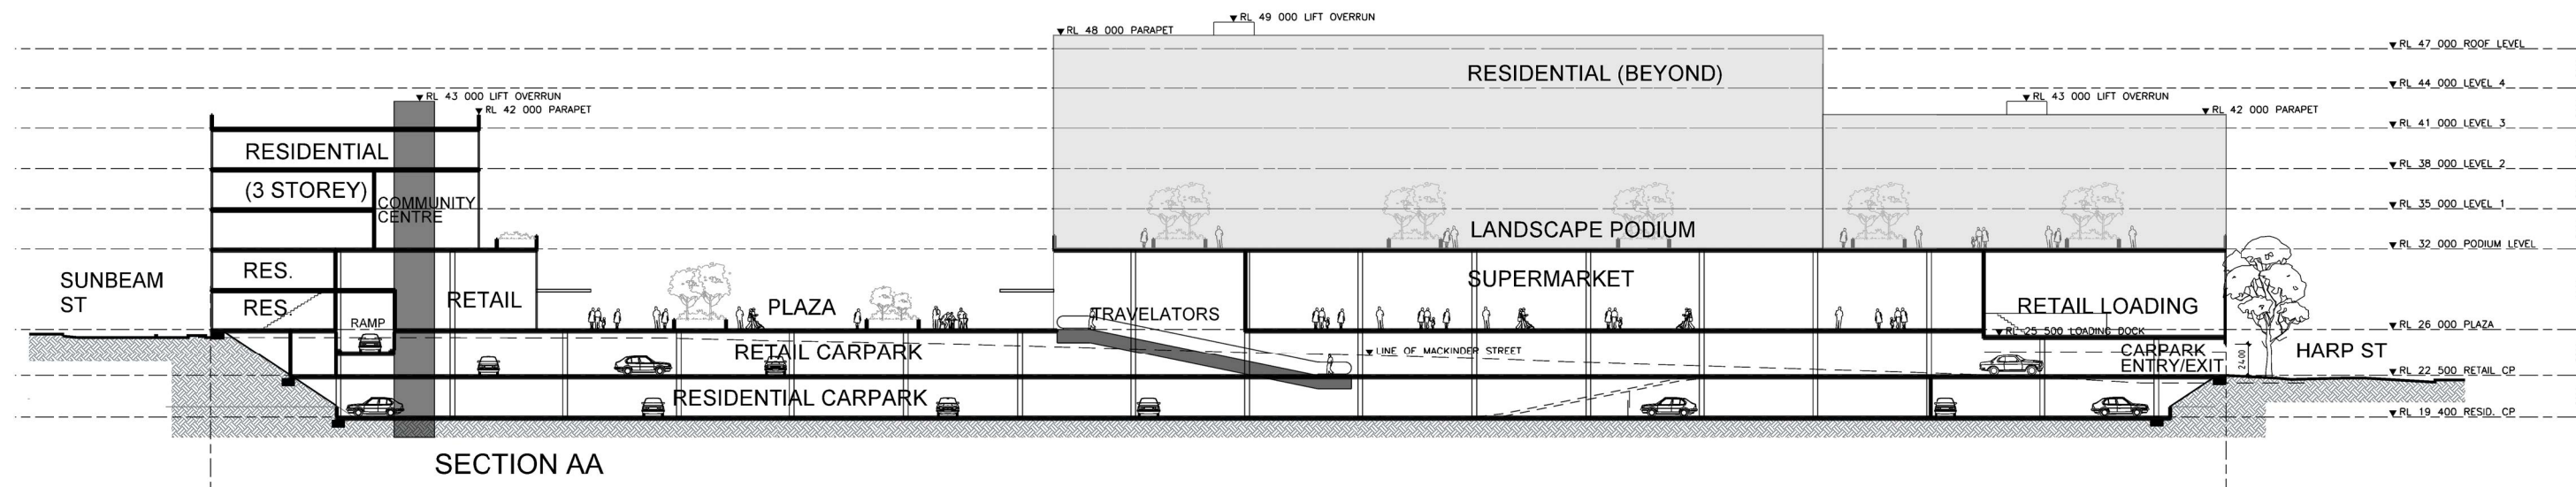 RL 49 000 LIFT OVERRUN
RL 48 000 PARAPET
RL 47 000 ROOF LEVEL
RESIDENTIAL (BEYOND)
RL 44 000 LEVEL 4
RL 43 000 LIFT OVERRUN
RL 42 000 PARAPET
RL 43 000 LIFT OVERRUN
RL 42 000 PARAPET
RL 41 000 LEVEL 3
RESIDENTIAL
(3 STOREY)
COMMUNITY
CENTRE
RL 38 000 LEVEL 2
RL 35 000 LEVEL 1
LANDSCAPE PODIUM
RL 32 000 PODIUM LEVEL
SUNBEAM
ST
RES.
RES.
RAMP
RETAIL
PLAZA
TRAVELATORS
SUPERMARKET
RETAIL LOADING
RL 25 500 LOADING DOCK
RL 26 000 PLAZA
RETAIL CARPARK
LINE OF MACKINDER STREET
CARPARK
ENTRY/EXIT
2400
HARP ST
RL 22 500 RETAIL CP
RESIDENTIAL CARPARK
RL 19 400 RESID. CP
SECTION AA